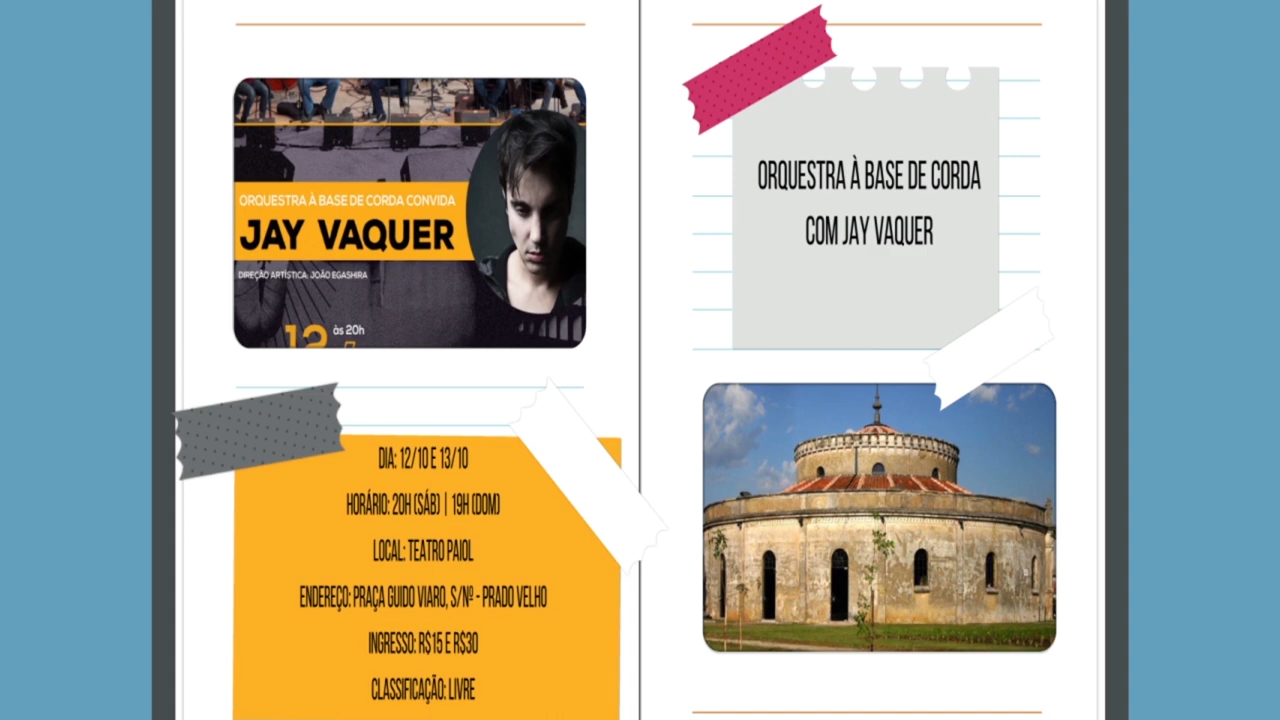 ORQUESTRA À BASE DE CORDA CONVIDA
JAY VAQUER
DIREÇÃO ARTÍSTICA: JOÃO EGASHIRA
12 às 20h
DIA: 12/10 E 13/10
HORÁRIO: 20H (SÁB) | 19H (DOM)
LOCAL: TEATRO PAIOL
ENDEREÇO: PRAÇA GUIDO VIARO, S/Nº - PRADO VELHO
INGRESSO: R$15 E R$30
CLASSIFICAÇÃO: LIVRE
ORQUESTRA À BASE DE CORDA
COM JAY VAQUER